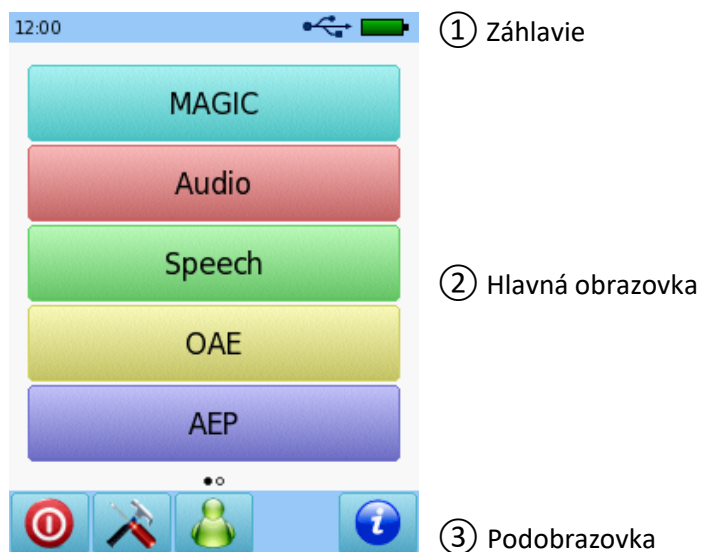 12:00
① Záhlavie
MAGIC
Audio
Speech
② Hlavná obrazovka
OAE
AEP
③ Podobrazovka